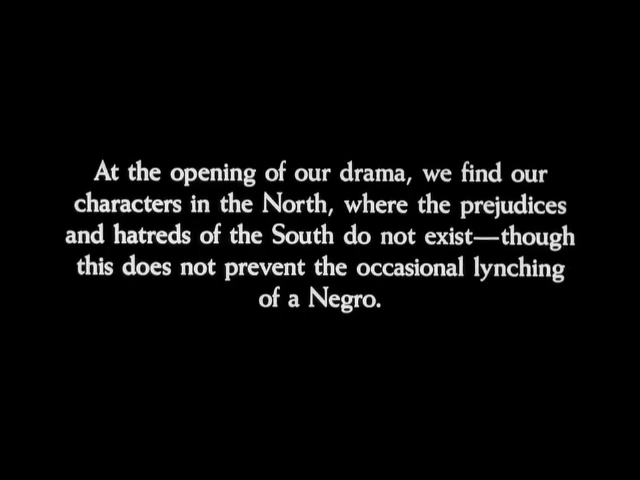 At the opening of our drama, we find our
characters in the North, where the prejudices
and hatreds of the South do not exist—though
this does not prevent the occasional lynching
of a Negro.